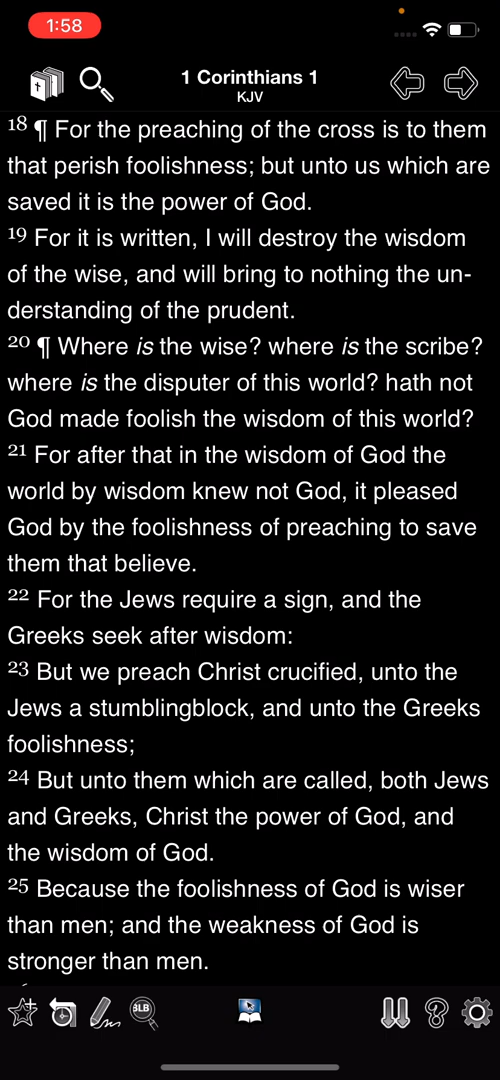 1:58
1 Corinthians 1
KJV
18 ¶ For the preaching of the cross is to them
that perish foolishness; but unto us which are
saved it is the power of God.
19 For it is written, I will destroy the wisdom
of the wise, and will bring to nothing the un-
derstanding of the prudent.
20 ¶ Where is the wise? where is the scribe?
where is the disputer of this world? hath not
God made foolish the wisdom of this world?
21 For after that in the wisdom of God the
world by wisdom knew not God, it pleased
God by the foolishness of preaching to save
them that believe.
22 For the Jews require a sign, and the
Greeks seek after wisdom:
23 But we preach Christ crucified, unto the
Jews a stumblingblock, and unto the Greeks
foolishness;
24 But unto them which are called, both Jews
and Greeks, Christ the power of God, and
the wisdom of God.
25 Because the foolishness of God is wiser
than men; and the weakness of God is
stronger than men.
BLB